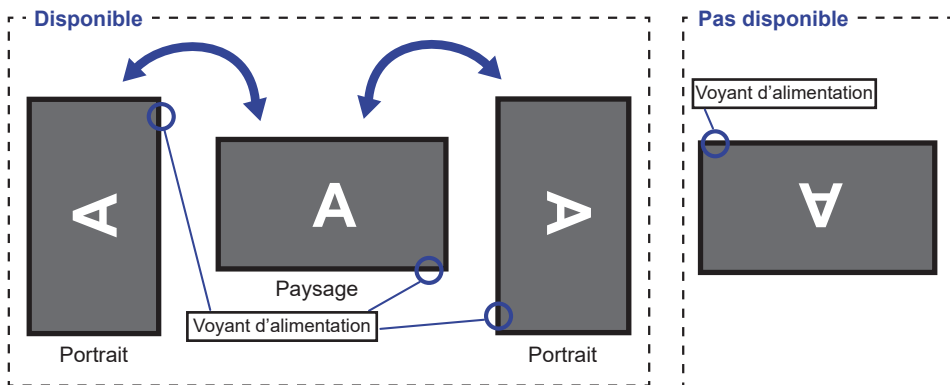 Disponible
Pas disponible
Voyant d’alimentation
A
A
A
A
Paysage
Voyant d’alimentation
Portrait
Portrait